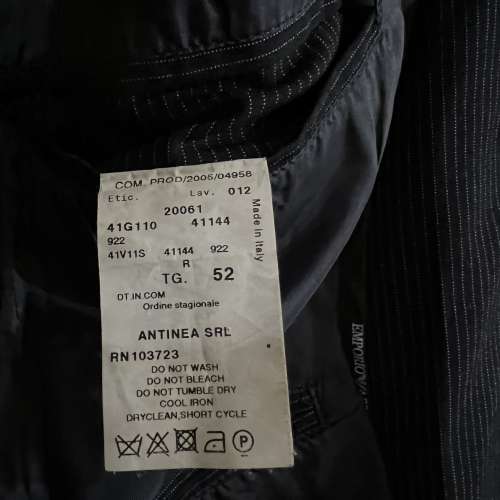 COM. PROD/2006/04958
Etic. Lav. 012
20061
41G110 41144
922
41V11S 41144 922
R
TG. 52
DT.IN.COM
Ordine stagionale
ANTINEA SRL
RN103723
DO NOT WASH
DO NOT BLEACH
DO NOT TUMBLE DRY
COOL IRON
DRYCLEAN,SHORT CYCLE
P
Made in Italy
EMPORIO